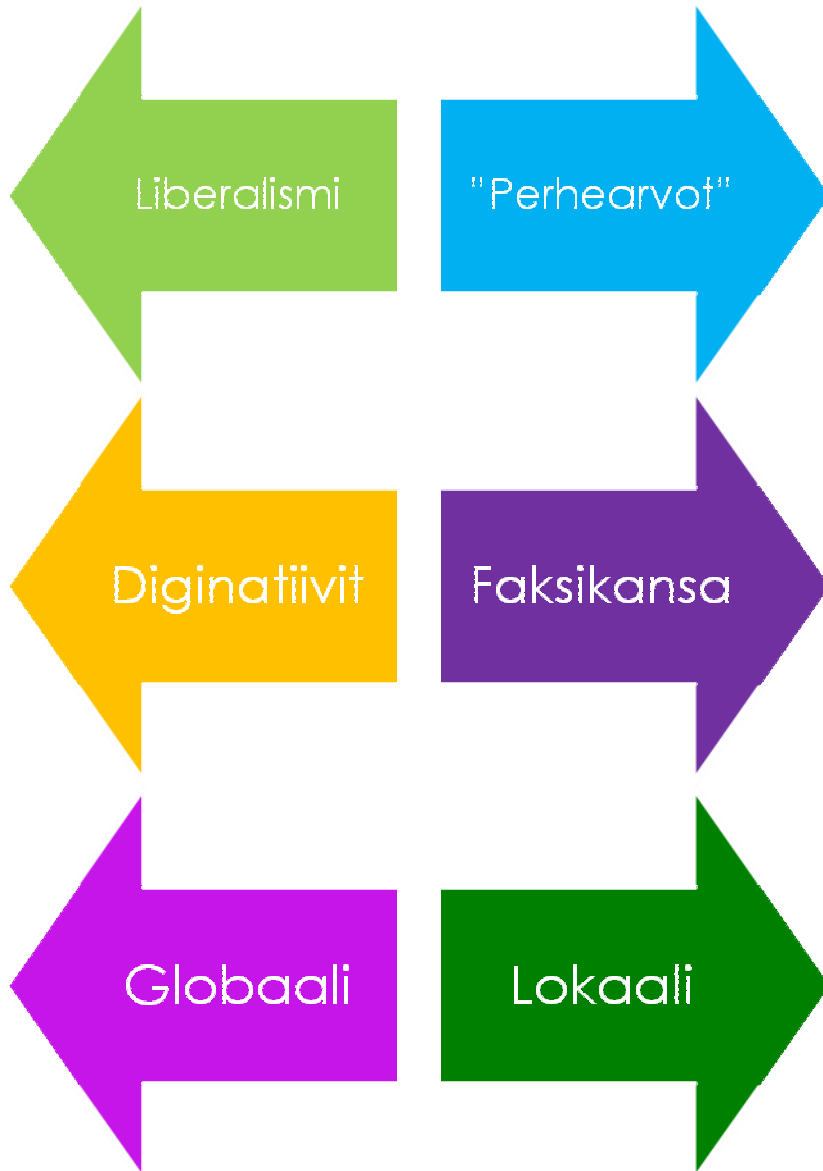 Liberalismi
"Perhearvot"
Diginatiivit
Faksikansa
Globaali
Lokaali